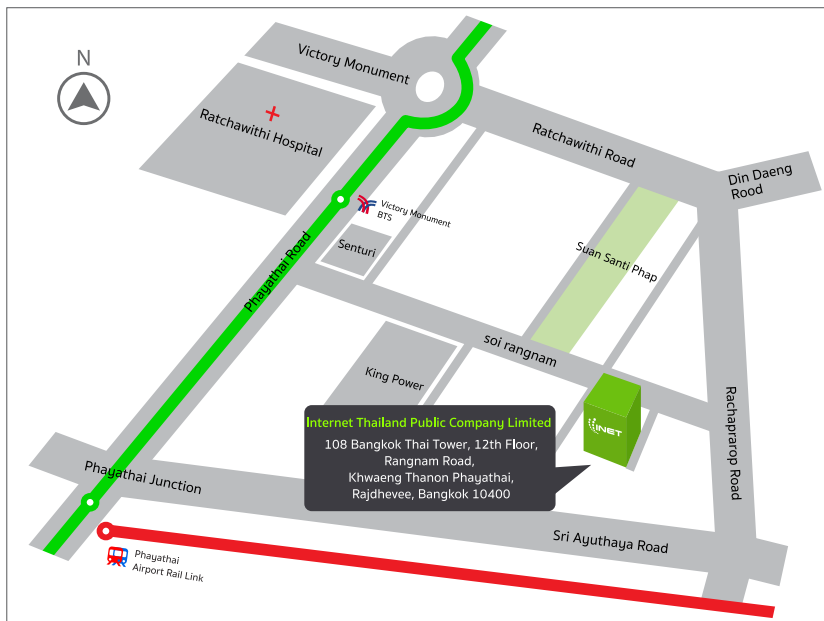 N
Victory Monument
Ratchawithi Hospital
Ratchawithi Road
Din Daeng
Rood
Victory Monument
BTS
Senturi
Phayathai Road
Suan Santi Phap
soi rangnam
King Power
Internet Thailand Public Company Limited
108 Bangkok Thai Tower, 12th Floor,
Rangnam Road,
Khwaeng Thanon Phayathai,
Rajdhevee, Bangkok 10400
INET
Rachaprarop Road
Phayathai Junction
Sri Ayuthaya Road
Phayathai
Airport Rail Link